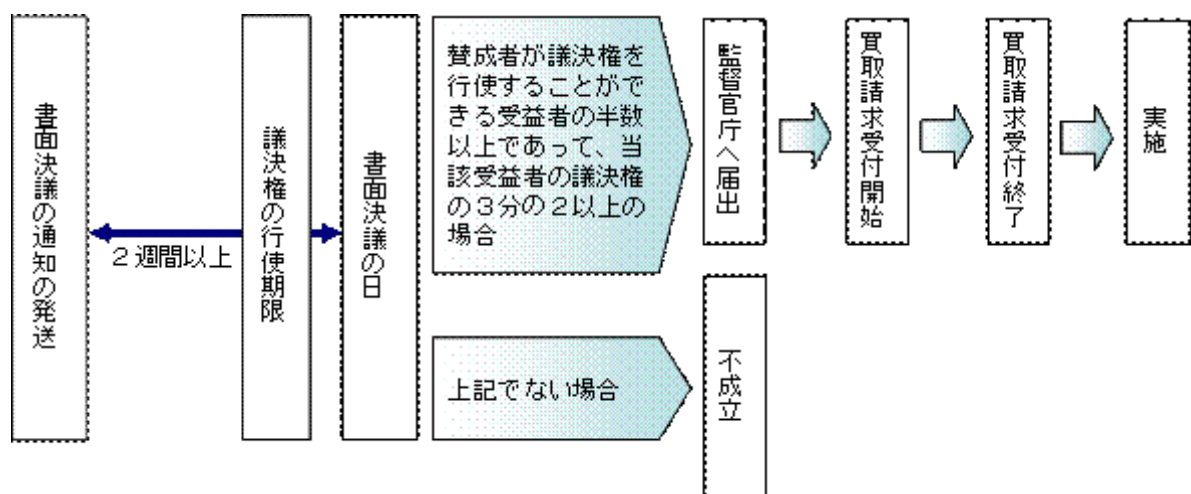 書面決議の通知の発送
２週間以上
議決権の行使期限
書面決議の日
賛成者が議決権を
行使することがで
きる受益者の半数
以上であって、当
該受益者の議決権
の３分の２以上の
場合
監督官庁へ届出
買取請求受付開始
買取請求受付終了
実施
上記でない場合
不成立